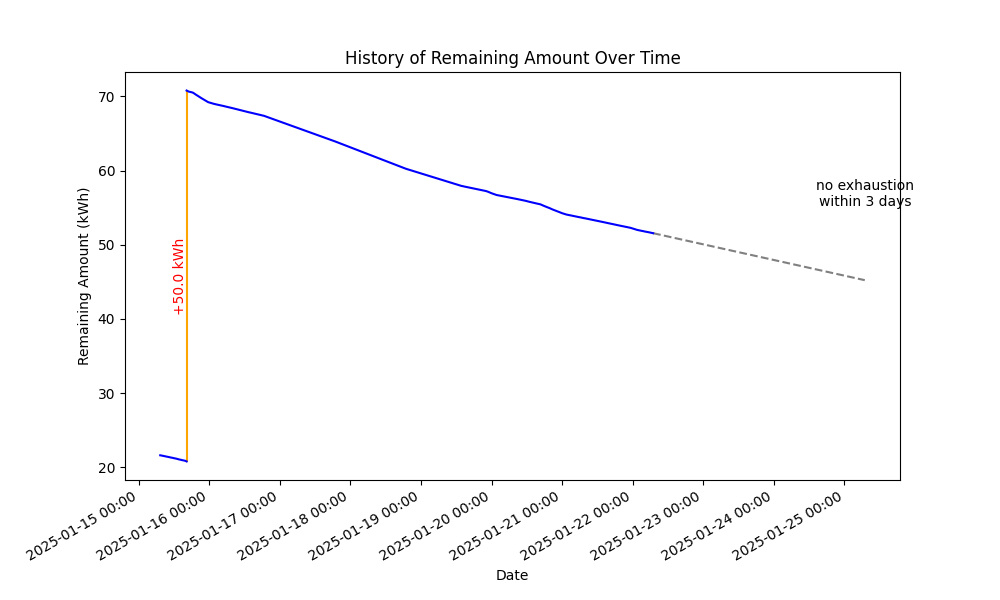 History of Remaining Amount Over Time
Remaining Amount (kWh)
70
60
50
40
30
20
+50.0 kWh
no exhaustion
within 3 days
2025-01-15 00:00
2025-01-16 00:00
2025-01-17 00:00
2025-01-18 00:00
2025-01-19 00:00
2025-01-20 00:00
2025-01-21 00:00
2025-01-22 00:00
2025-01-23 00:00
2025-01-24 00:00
2025-01-25 00:00
Date